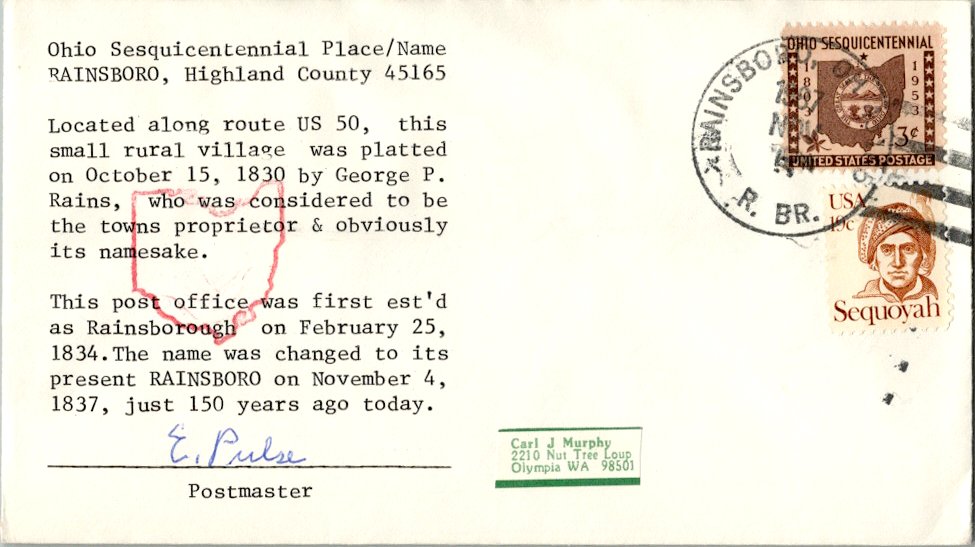 Ohio Sesquicentennial Place/Name
RAINSBORO, Highland County 45165
Located along route US 50, this
small rural village was platted
on October 15, 1830 by George P.
Rains, who was considered to be
the towns proprietor & obviously
its namesake.
This post office was first est'd
as Rainsborough on February 25,
1834.The name was changed to its
present RAINSBORO on November 4,
1837, just 150 years ago today.
E. Pulse
Postmaster
RAINSBORO, OH
1987
NOV
R. BR.
OHIO SESQUICENTENNIAL
1803
1953
3¢
UNITED STATES POSTAGE
USA
19c
Sequoyah
Carl J Murphy
2210 Nut Tree Loup
Olympia WA 98501